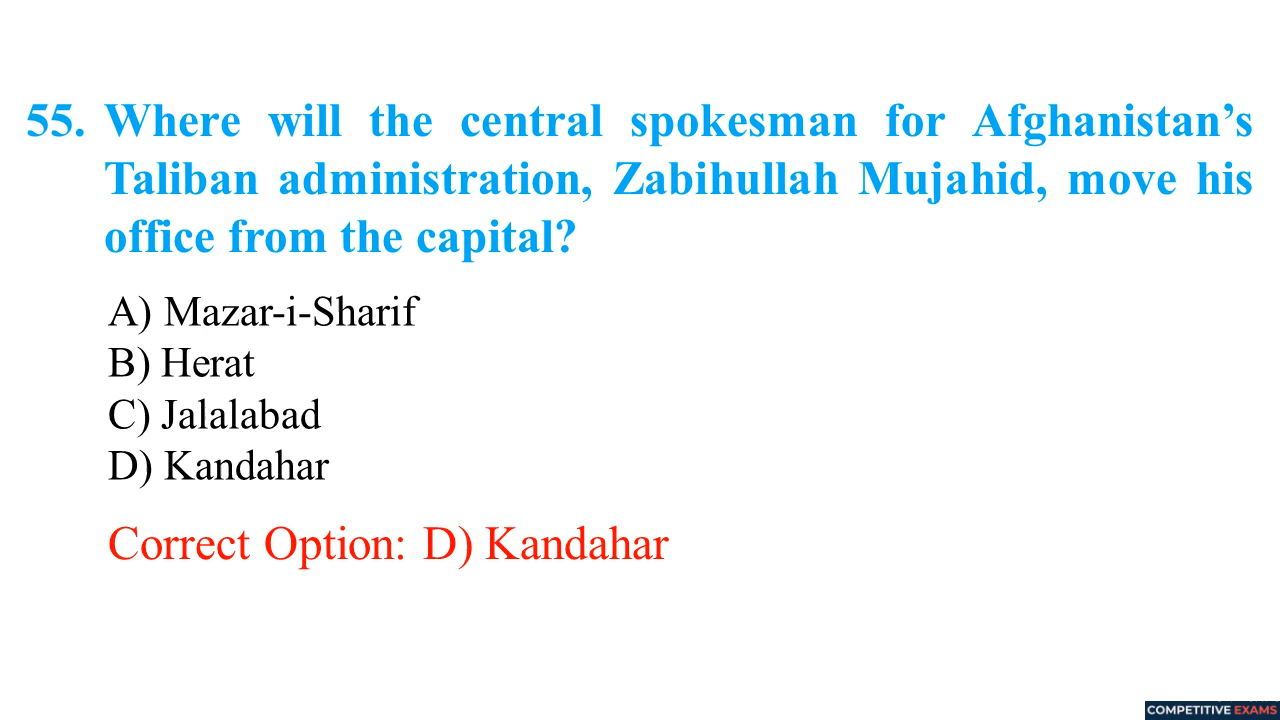 55. Where will the central spokesman for Afghanistan’s
Taliban administration, Zabihullah Mujahid, move his
office from the capital?
A) Mazar-i-Sharif
B) Herat
C) Jalalabad
D) Kandahar
Correct Option: D) Kandahar
COMPETITIVE EXAMS